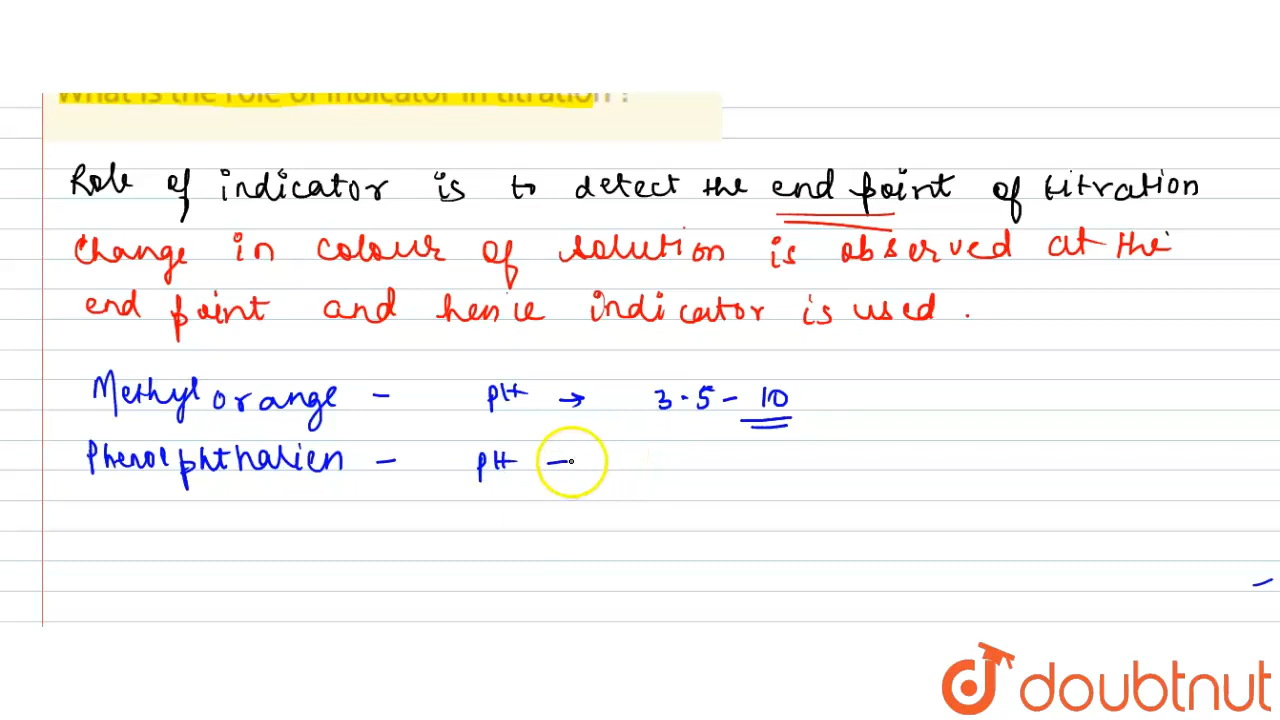 What is the role of indicator in titration ?
Role of indicator is to detect the end point of titration
Change in colour of solution is observed at the
end point and hence indicator is used .
Methyl orange - pH → 3.5 - 10
Phenolphthalien - pH -
doubtnut